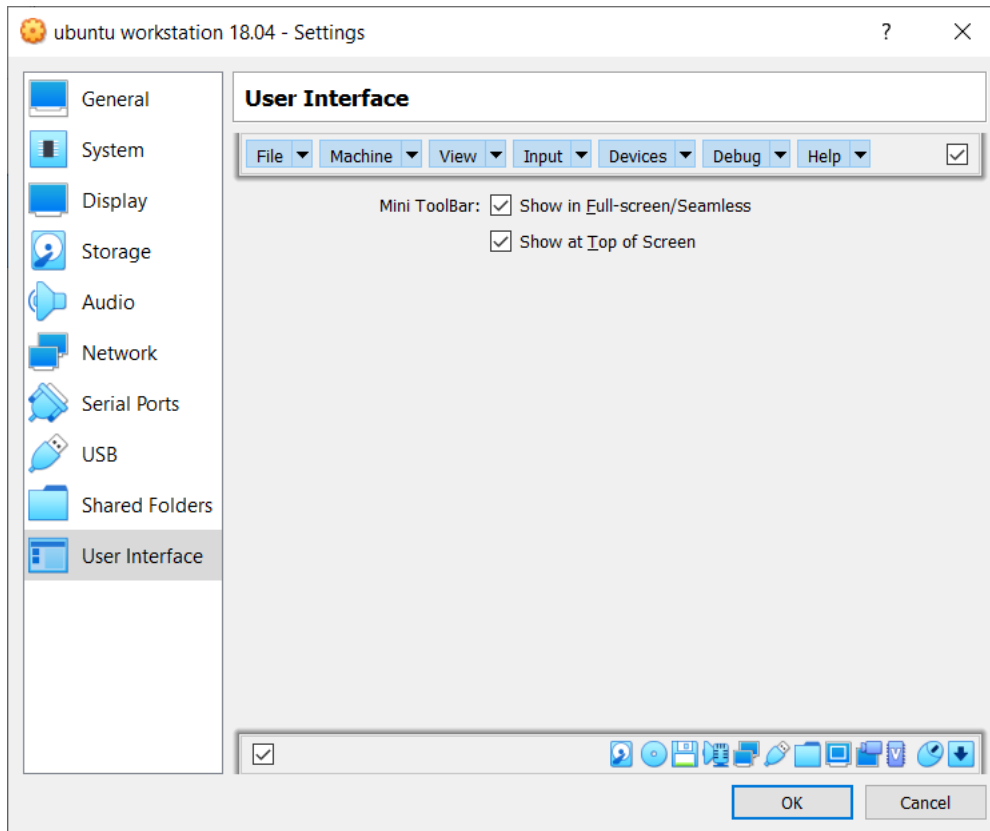 ubuntu workstation 18.04 - Settings ?
General
System
Display
Storage
Audio
Network
Serial Ports
USB
Shared Folders
User Interface
User Interface
File Machine View Input Devices Debug Help
Mini ToolBar: Show in Full-screen/Seamless
Show at Top of Screen
V
OK Cancel